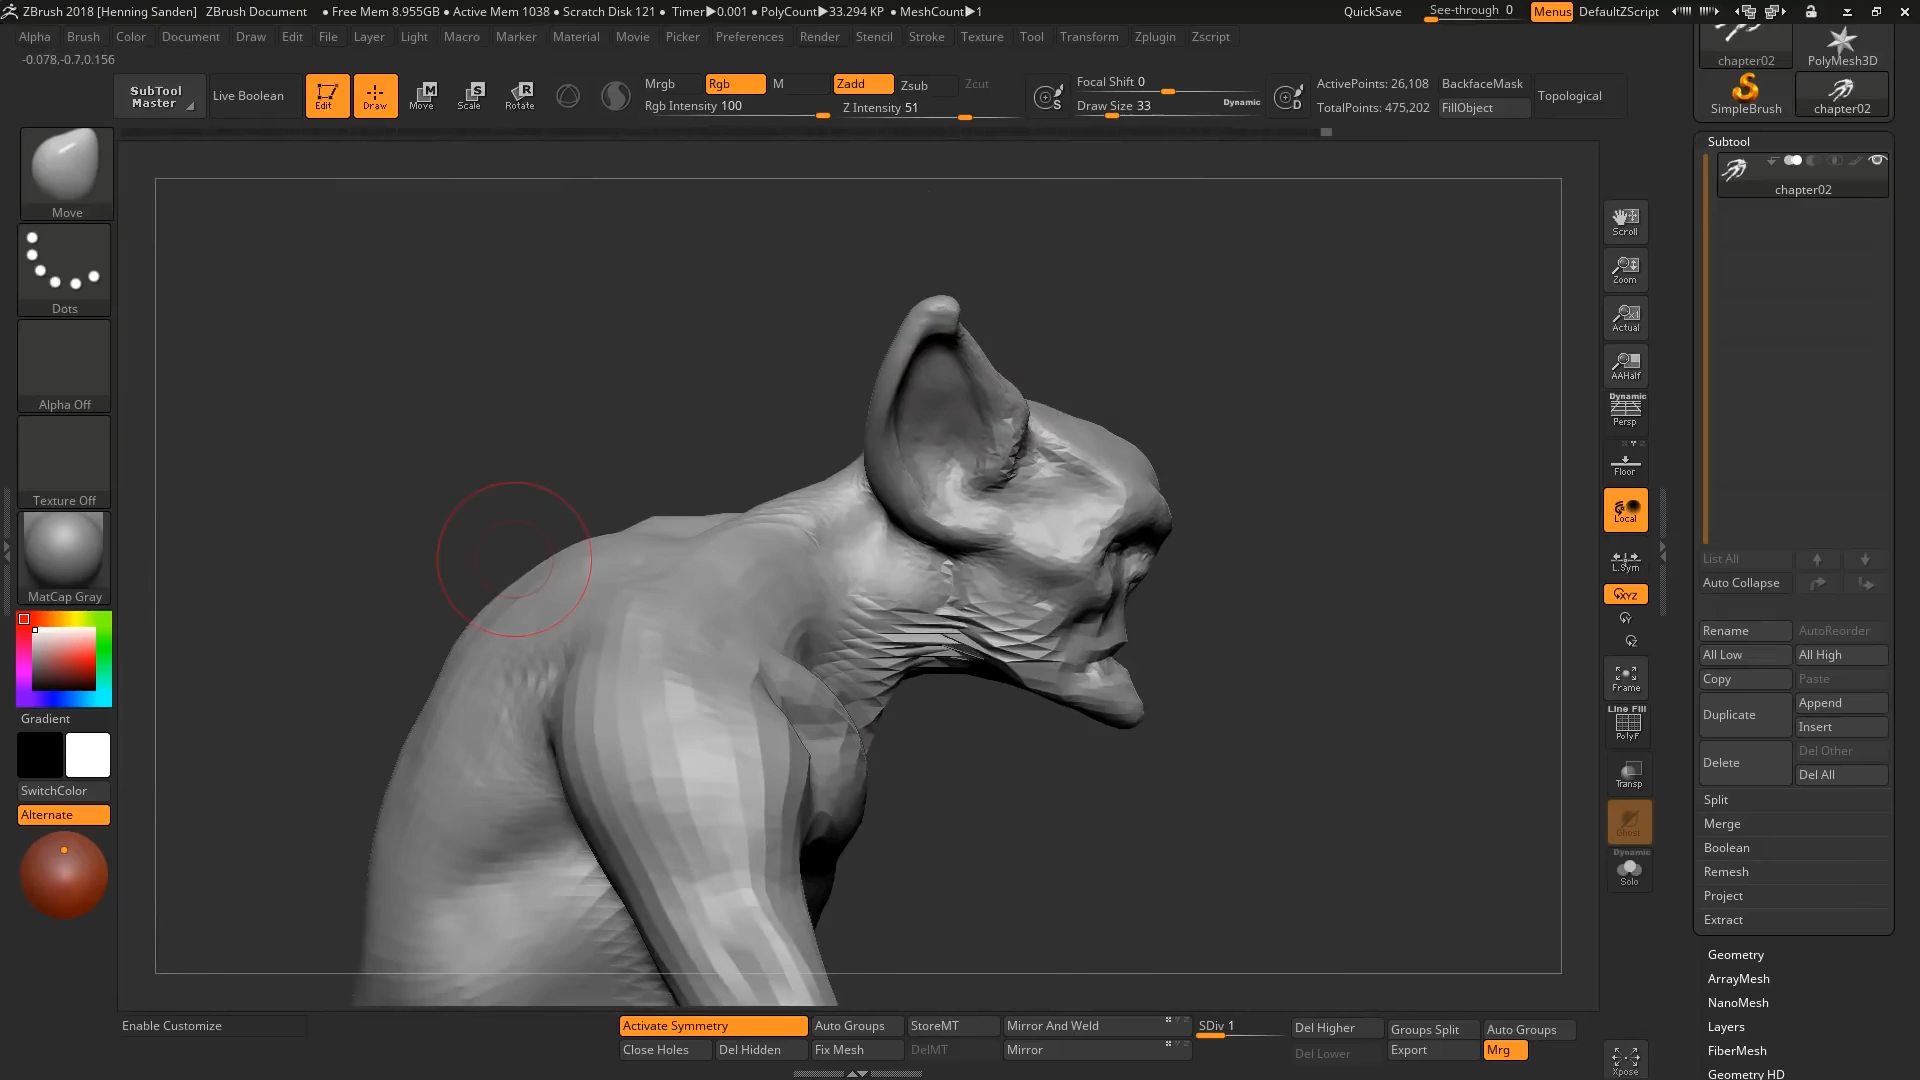 ZBrush 2018 [Henning Sanden] ZBrush Document • Free Mem 8.955GB • Active Mem 1038 • Scratch Disk 121 • Timer▶0.001 • PolyCount▶33.294 KP • MeshCount▶1 QuickSave See-through 0 Menus DefaultZScript
Alpha Brush Color Document Draw Edit File Layer Light Macro Marker Material Movie Picker Preferences Render Stencil Stroke Texture Tool Transform Zplugin Zscript
-0.078,-0.7,0.156
SubTool Master
Live Boolean
Edit
Draw
Move
Scale
Rotate
Mrgb Rgb M Zadd Zsub Zcut
Rgb Intensity 100 Z Intensity 51
Focal Shift 0
Draw Size 33 Dynamic
ActivePoints: 26,108 BackfaceMask
TotalPoints: 475,202 FillObject
Topological
chapter02 PolyMesh3D
SimpleBrush chapter02
Subtool
chapter02
Move
Dots
Alpha Off
Texture Off
MatCap Gray
Gradient
SwitchColor
Alternate
Scroll
Zoom
Actual
AAHalf
Dynamic
Persp
Floor
Local
L.Sym
XYZ
Frame
Line Fill
PolyF
Transp
Ghost
Dynamic
Solo
Xpose
List All
Auto Collapse
Rename AutoReorder
All Low All High
Copy Paste
Duplicate Append
Insert
Delete Del Other
Del All
Split
Merge
Boolean
Remesh
Project
Extract
Geometry
ArrayMesh
NanoMesh
Layers
FiberMesh
Geometry HD
Enable Customize
Activate Symmetry Auto Groups StoreMT Mirror And Weld SDiv 1 Del Higher Groups Split Auto Groups
Close Holes Del Hidden Fix Mesh DelMT Mirror Del Lower Export Mrg